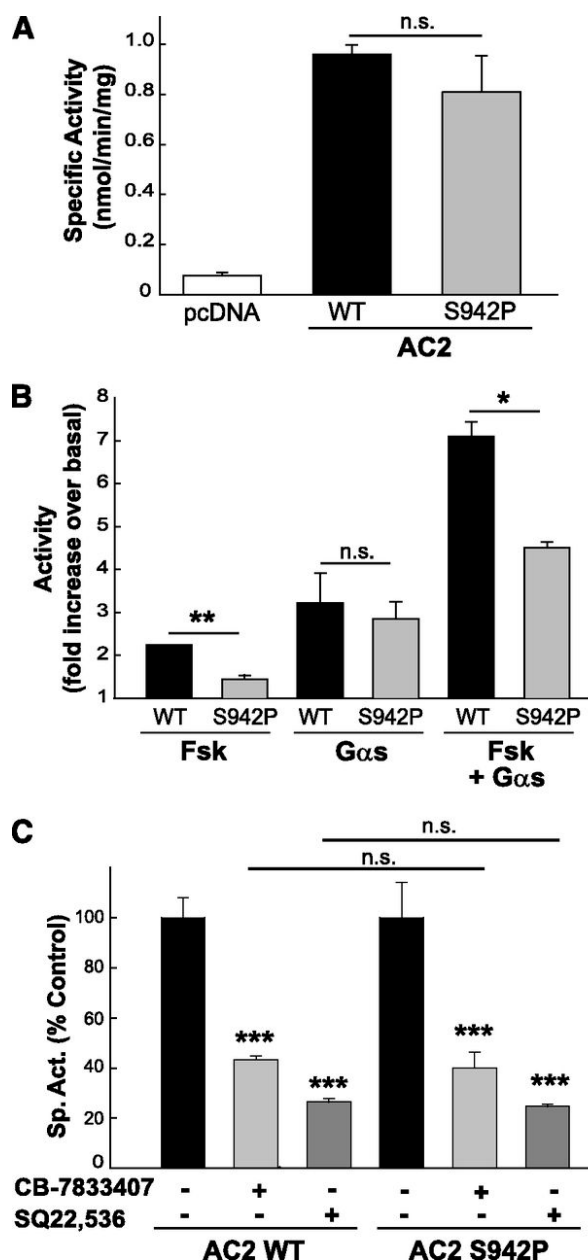 A
n.s.
Specific Activity
(nmol/min/mg)
1.0
0.8
0.6
0.4
0.2
0
pcDNA
WT
S942P
AC2
B
Activity
(fold increase over basal)
8
7
6
5
4
3
2
1
**
n.s.
*
WT S942P WT S942P WT S942P
Fsk
Gαs
Fsk
+ Gαs
C
n.s.
n.s.
Sp. Act. (% Control)
100
80
60
40
20
0
***
***
***
***
CB-7833407 - + - - + -
SQ22,536 - - + - - +
AC2 WT AC2 S942P